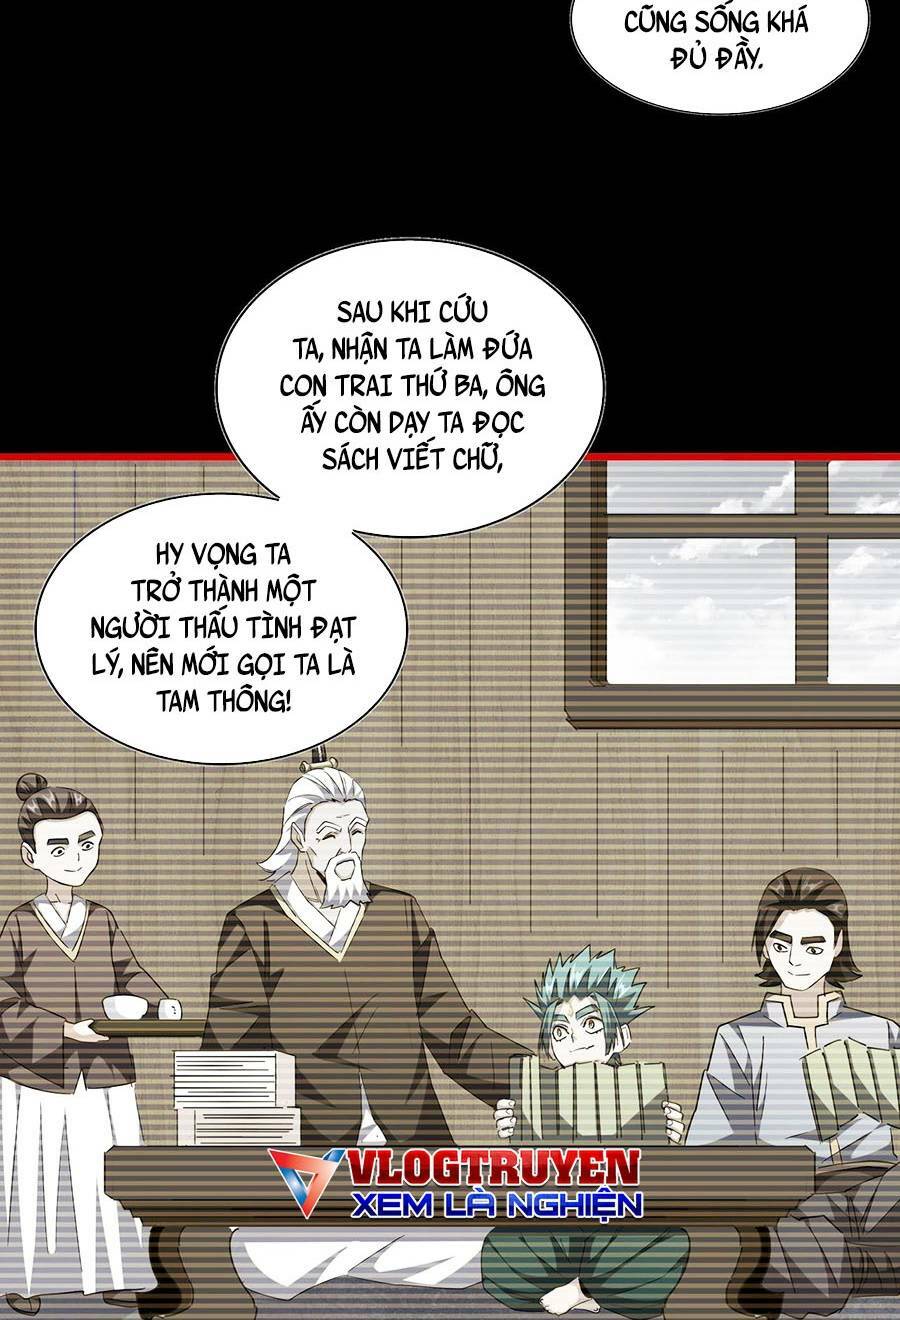 CŨNG SỐNG KHÁ
ĐỦ ĐẦY.
SAU KHI CỨU
TA, NHẬN TA LÀM ĐỨA
CON TRAI THỨ BA, ÔNG
ẤY CÒN DẠY TA ĐỌC
SÁCH VIẾT CHỮ,
HY VỌNG TA
TRỞ THÀNH MỘT
NGƯỜI THẤU TÌNH ĐẠT
LÝ, NÊN MỚI GỌI TA LÀ
TAM THÔNG!
VLOGTRUYEN
XEM LÀ NGHIỆN